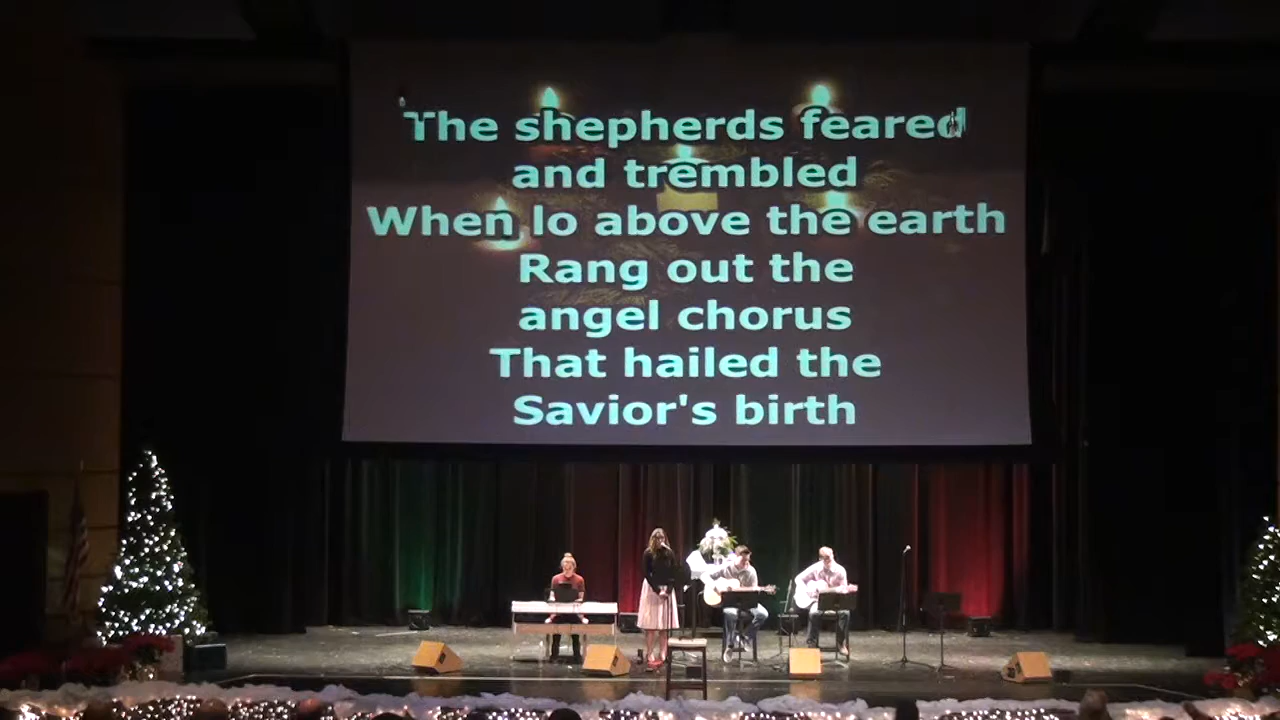 The shepherds feared
and trembled
When lo above the earth
Rang out the
angel chorus
That hailed the
Savior's birth